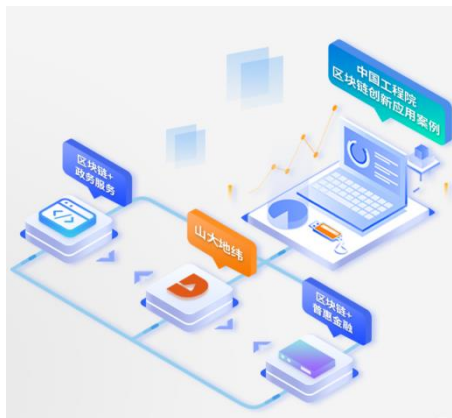 中国工程院
区块链创新应用案例
区块链+
政务服务
山大地纬
区块链+
普惠金融